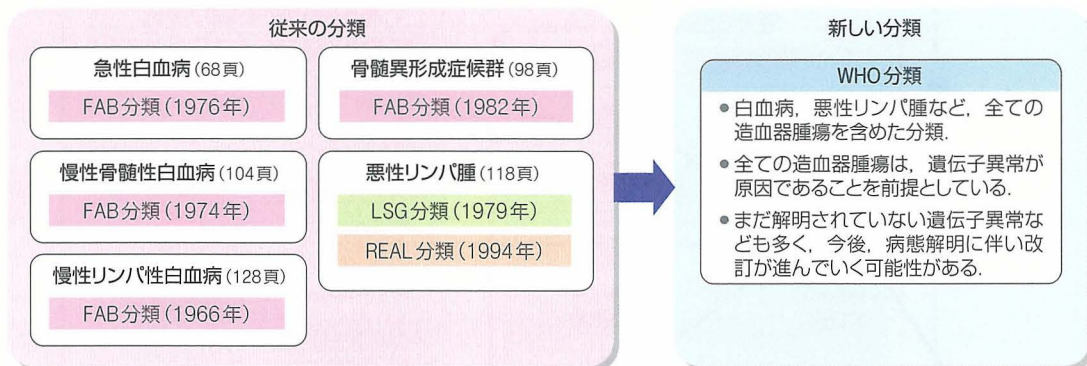 従来の分類
急性白血病(68頁)
FAB分類(1976年)
骨髄異形成症候群(98頁)
FAB分類(1982年)
慢性骨髄性白血病(104頁)
FAB分類(1974年)
悪性リンパ腫(118頁)
LSG分類(1979年)
REAL分類(1994年)
慢性リンパ性白血病(128頁)
FAB分類(1966年)
新しい分類
WHO分類
●白血病，悪性リンパ腫など，全ての
造血器腫瘍を含めた分類.
●全ての造血器腫瘍は，遺伝子異常が
原因であることを前提としている.
●まだ解明されていない遺伝子異常な
ども多く，今後，病態解明に伴い改
訂が進んでいく可能性がある.